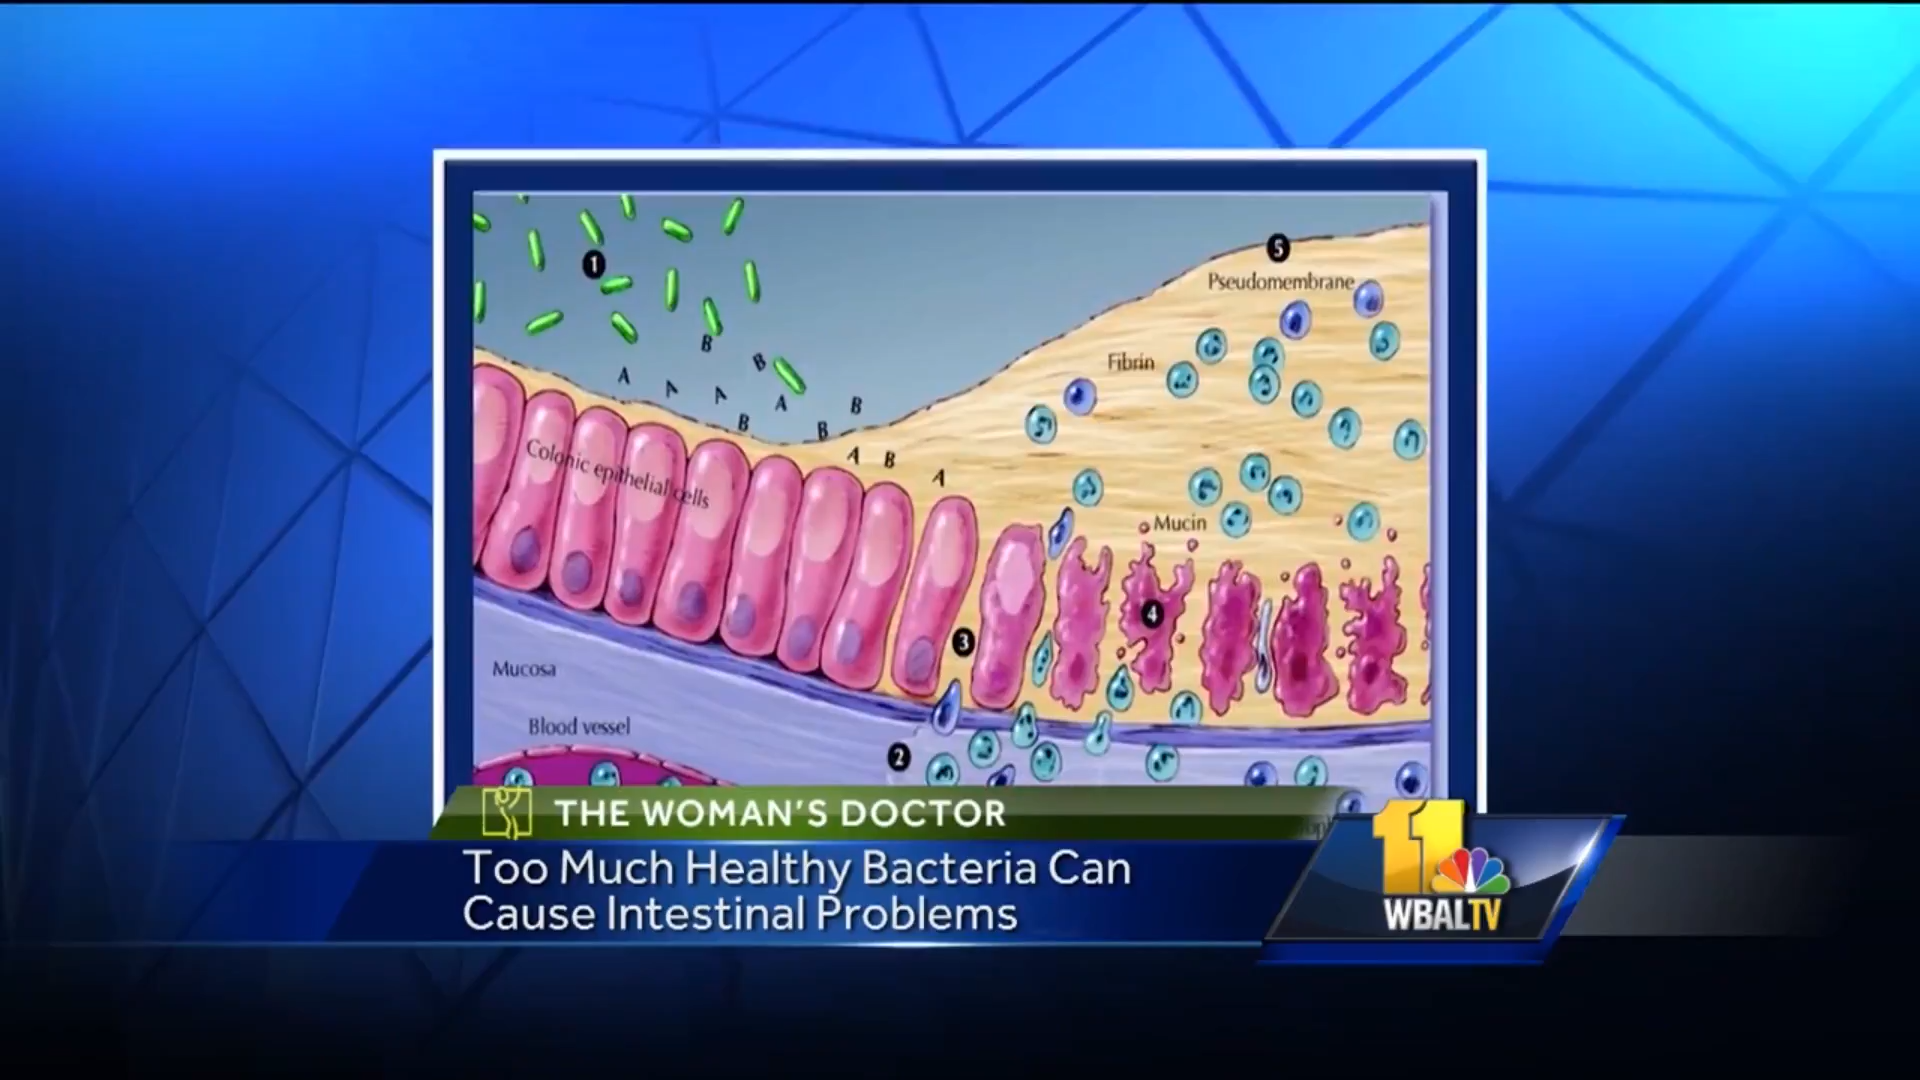 1
5
Pseudomembrane
B
B
Fibrin
A
A
A
A
B
B
B
Colonic epithelial cells
A
B
A
Mucin
4
3
Mucosa
Blood vessel
2
THE WOMAN'S DOCTOR
Too Much Healthy Bacteria Can
Cause Intestinal Problems
11
WBALTV